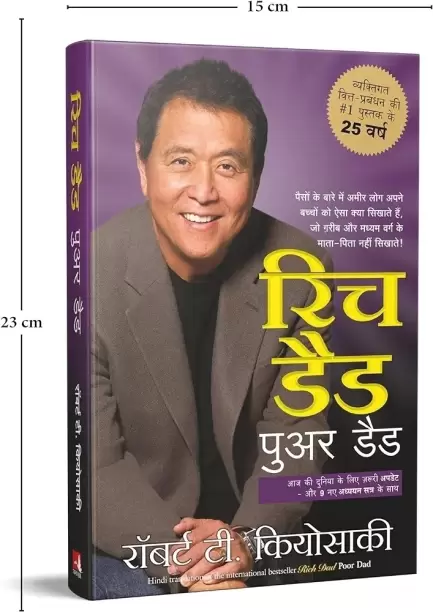 15 cm
23 cm
रिच डैड पुअर डैड
रॉबर्ट टी. कियोसाकी
व्यक्तिगत
वित्त-प्रबंधन की
#1 पुस्तक के
25 वर्ष
पैसों के बारे में अमीर लोग अपने
बच्चों को ऐसा क्या सिखाते हैं,
जो ग़रीब और मध्यम वर्ग के
माता-पिता नहीं सिखाते!
रिच
डैड
पुअर डैड
आज की दुनिया के लिए ज़रूरी अपडेट
- और 9 नए अध्ययन सत्र के साथ
रॉबर्ट टी. कियोसाकी
Hindi translation of the international bestseller Rich Dad Poor Dad